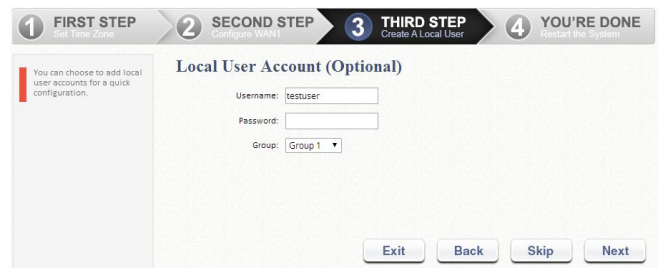 1 FIRST STEP
Set Time Zone
2 SECOND STEP
Configure WAN1
3 THIRD STEP
Create A Local User
4 YOU'RE DONE
Restart the System
You can choose to add local
user accounts for a quick
configuration.
Local User Account (Optional)
Username: testuser
Password:
Group: Group 1
Exit Back Skip Next